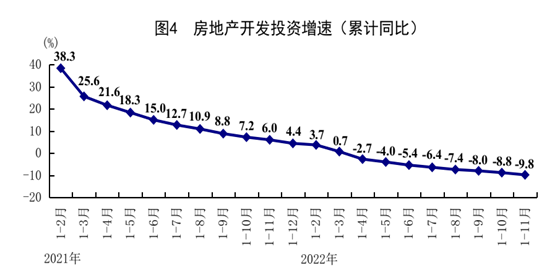 图4 房地产开发投资增速（累计同比）
(%)
40
30
20
10
0
-10
-20
38.3
25.6
21.6
18.3
15.0
12.7
10.9
8.8
7.2
6.0
4.4
3.7
0.7
-2.7
-4.0
-5.4
-6.4
-7.4
-8.0
-8.8
-9.8
1-2月
1-3月
1-4月
1-5月
1-6月
1-7月
1-8月
1-9月
1-10月
1-11月
1-12月
1-2月
1-3月
1-4月
1-5月
1-6月
1-7月
1-8月
1-9月
1-10月
1-11月
2021年
2022年